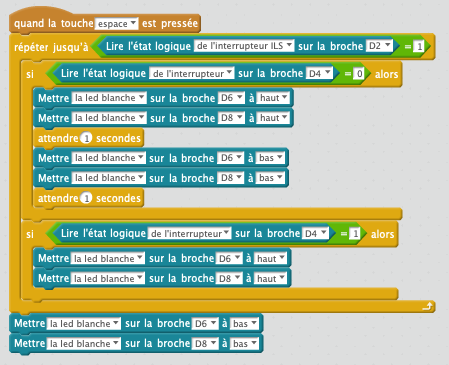 quand la touche espace est pressée
répéter jusqu'à Lire l'état logique de l'interrupteur ILS sur la broche D2 = 1
si Lire l'état logique de l'interrupteur sur la broche D4 = 0 alors
Mettre la led blanche sur la broche D6 à haut
Mettre la led blanche sur la broche D8 à haut
attendre 1 secondes
Mettre la led blanche sur la broche D6 à bas
Mettre la led blanche sur la broche D8 à bas
attendre 1 secondes
si Lire l'état logique de l'interrupteur sur la broche D4 = 1 alors
Mettre la led blanche sur la broche D6 à haut
Mettre la led blanche sur la broche D8 à haut
Mettre la led blanche sur la broche D6 à bas
Mettre la led blanche sur la broche D8 à bas